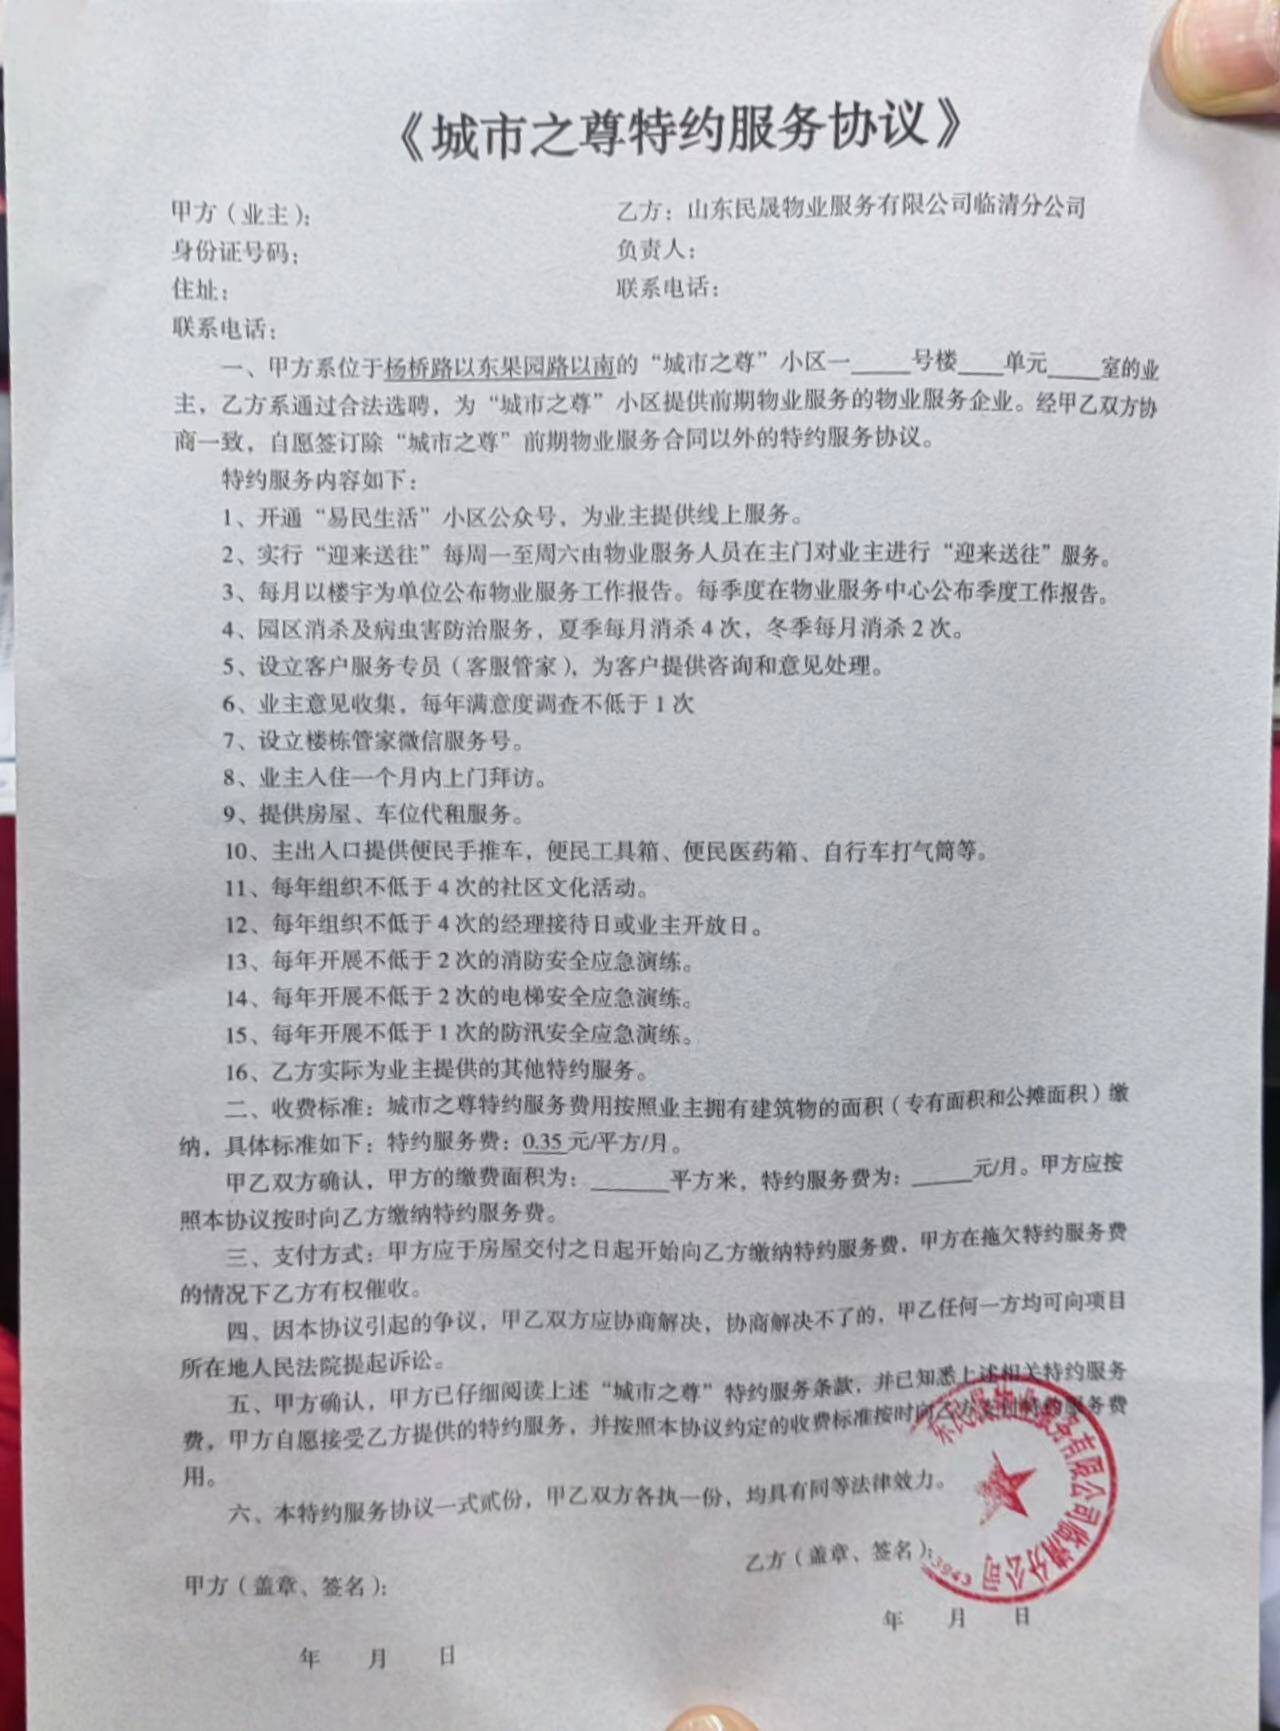 《城市之尊特约服务协议》
甲方（业主）：
乙方：山东民晟物业服务有限公司临清分公司
身份证号码：
负责人：
住址：
联系电话：
联系电话：
一、甲方系位于杨桥路以东果园路以南的“城市之尊”小区一_____号楼____单元_____室的业
主，乙方系通过合法选聘，为“城市之尊”小区提供前期物业服务的物业服务企业。经甲乙双方协
商一致，自愿签订除“城市之尊”前期物业服务合同以外的特约服务协议。
特约服务内容如下：
1、开通“易民生活”小区公众号，为业主提供线上服务。
2、实行“迎来送往”每周一至周六由物业服务人员在主门对业主进行“迎来送往”服务。
3、每月以楼宇为单位公布物业服务工作报告。每季度在物业服务中心公布季度工作报告。
4、园区消杀及病虫害防治服务，夏季每月消杀4次，冬季每月消杀2次。
5、设立客户服务专员（客服管家），为客户提供咨询和意见处理。
6、业主意见收集，每年满意度调查不低于1次
7、设立楼栋管家微信服务号。
8、业主入住一个月内上门拜访。
9、提供房屋、车位代租服务。
10、主出入口提供便民手推车，便民工具箱、便民医药箱、自行车打气筒等。
11、每年组织不低于4次的社区文化活动。
12、每年组织不低于4次的经理接待日或业主开放日。
13、每年开展不低于2次的消防安全应急演练。
14、每年开展不低于2次的电梯安全应急演练。
15、每年开展不低于1次的防汛安全应急演练。
16、乙方实际为业主提供的其他特约服务。
二、收费标准：城市之尊特约服务费用按照业主拥有建筑物的面积（专有面积和公摊面积）缴
纳，具体标准如下：特约服务费：0.35元/平方/月。
甲乙双方确认，甲方的缴费面积为：_______平方米，特约服务费为：_____元/月。甲方应按
照本协议按时向乙方缴纳特约服务费。
三、支付方式：甲方应于房屋交付之日起开始向乙方缴纳特约服务费，甲方在拖欠特约服务费
的情况下乙方有权催收。
四、因本协议引起的争议，甲乙双方应协商解决，协商解决不了的，甲乙任何一方均可向项目
所在地人民法院提起诉讼。
五、甲方确认，甲方已仔细阅读上述“城市之尊”特约服务条款，并已知悉上述相关特约服务
费，甲方自愿接受乙方提供的特约服务，并按照本协议约定的收费标准按时向乙方支付特约服务费
用。
六、本特约服务协议一式贰份，甲乙双方各执一份，均具有同等法律效力。
乙方（盖章、签名）：
甲方（盖章、签名）：
年 月 日
年 月 日
东民晟物业服务有限公司临清分公司
3943